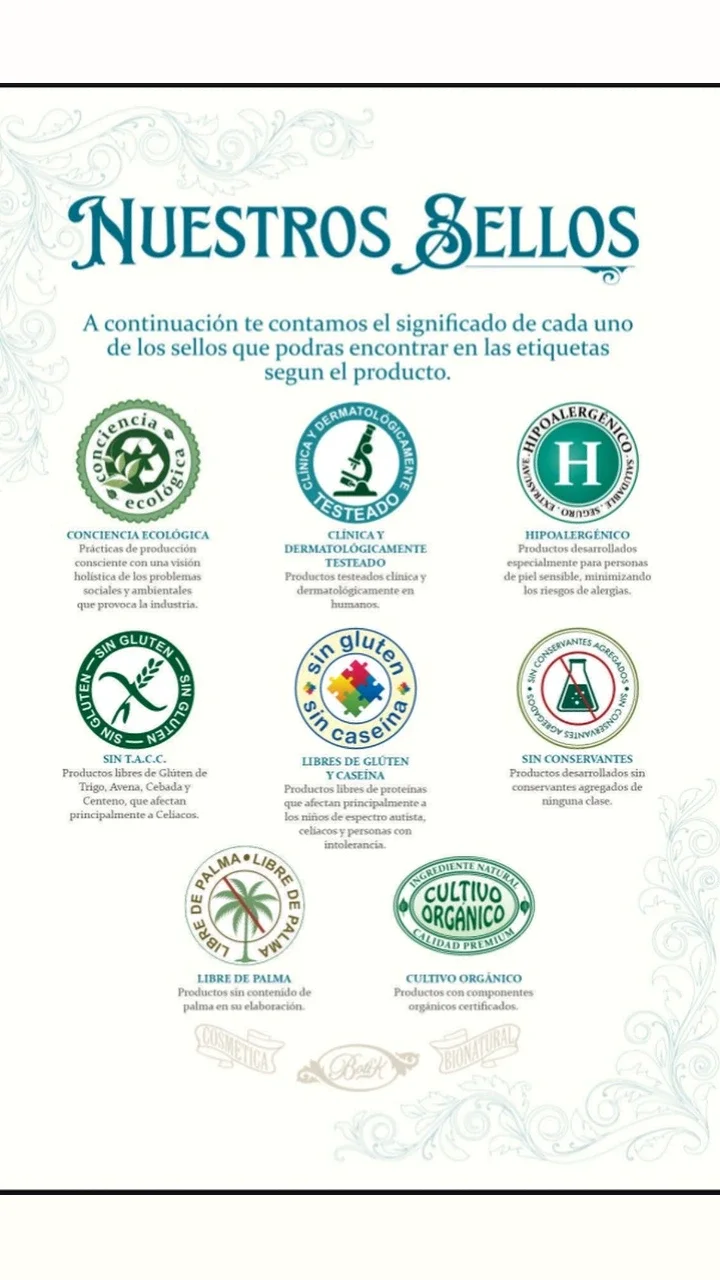 NUESTROS SELLOS
A continuación te contamos el significado de cada uno
de los sellos que podras encontrar en las etiquetas
segun el producto.
conciencia
ecológica
CONCIENCIA ECOLÓGICA
Prácticas de producción
consciente con una visión
holística de los problemas
sociales y ambientales
que provoca la industria.
CLÍNICA Y DERMATOLÓGICAMENTE
TESTEADO
CLÍNICA Y
DERMATOLÓGICAMENTE
TESTEADO
Productos testeados clínica y
dermatológicamente en
humanos.
HIPOALERGÉNICO
H
EXTRASUAVE · SEGURO · SALUDABLE
HIPOALERGÉNICO
Productos desarrollados
especialmente para personas
de piel sensible, minimizando
los riesgos de alergias.
SIN GLUTEN — SIN GLUTEN — SIN GLUTEN — SIN GLUTEN —
SIN T.A.C.C.
Productos libres de Glúten de
Trigo, Avena, Cebada y
Centeno, que afectan
principalmente a Celíacos.
sin gluten
sin caseína
LIBRES DE GLÚTEN
Y CASEÍNA
Productos libres de proteínas
que afectan principalmente a
los niños de espectro autista,
celíacos y personas con
intolerancia.
SIN CONSERVANTES AGREGADOS • SIN CONSERVANTES AGREGADOS •
SIN CONSERVANTES
Productos desarrollados sin
conservantes agregados de
ninguna clase.
LIBRE DE PALMA • LIBRE DE PALMA
LIBRE DE PALMA
Productos sin contenido de
palma en su elaboración.
INGREDIENTE NATURAL
CULTIVO
ORGÁNICO
CALIDAD PREMIUM
CULTIVO ORGÁNICO
Productos con componentes
orgánicos certificados.
COSMÉTICA
BotiK
BIONATURAL